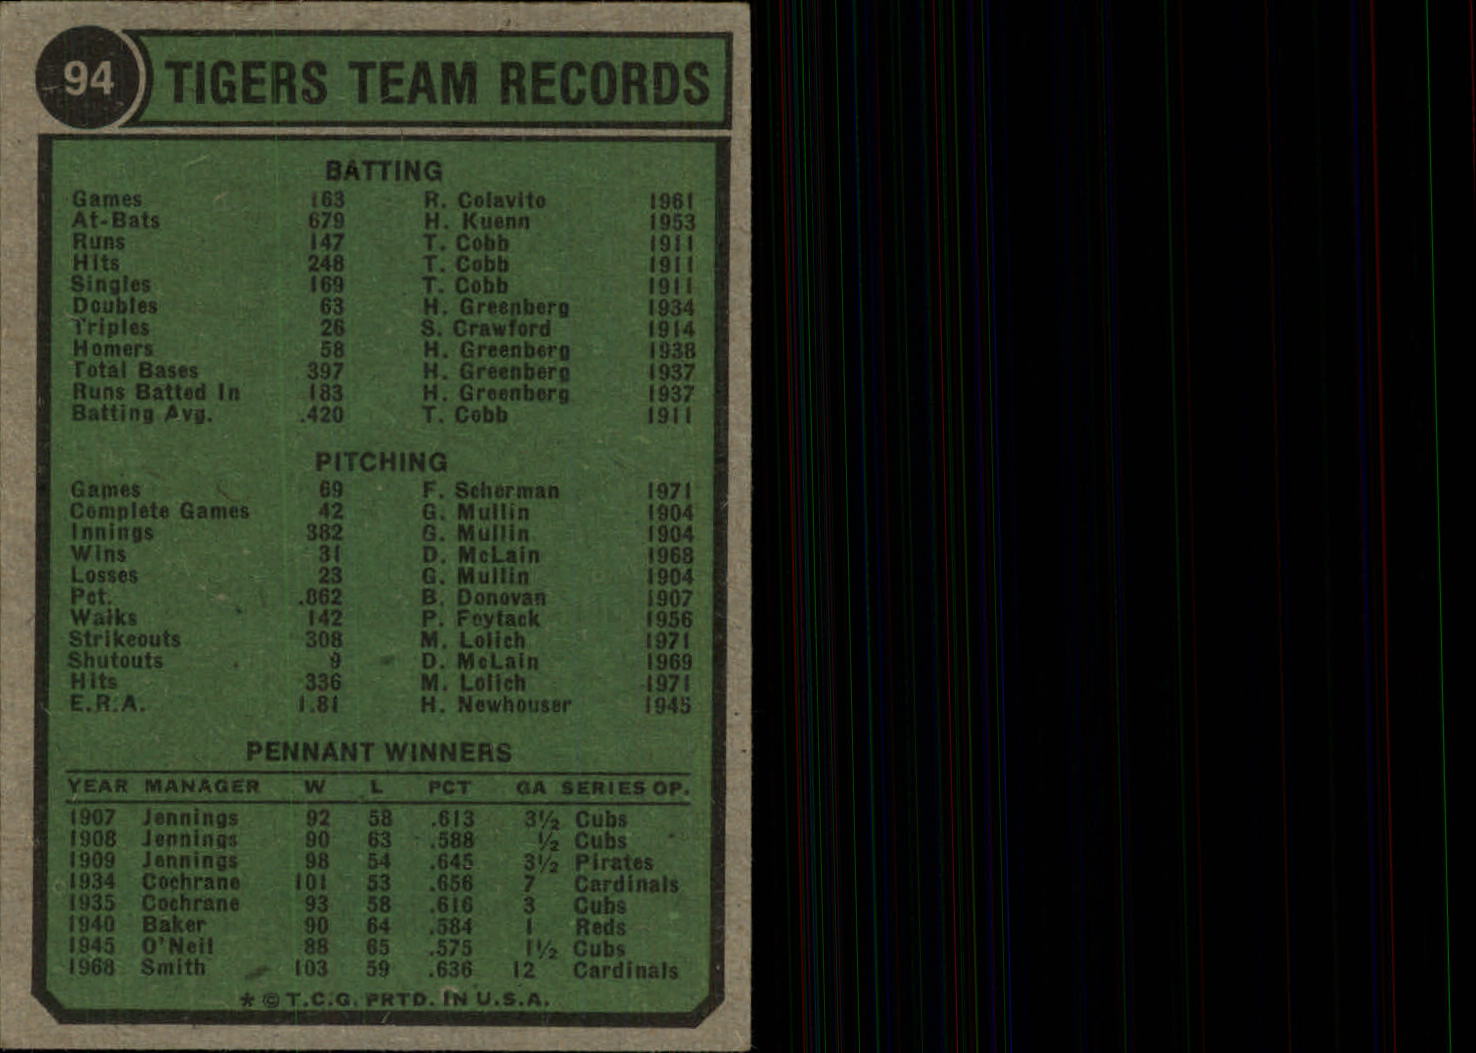 94 TIGERS TEAM RECORDS
BATTING
Games 163 R. Colavito 1961
At-Bats 679 H. Kuenn 1953
Runs 147 T. Cobb 1911
Hits 248 T. Cobb 1911
Singles 169 T. Cobb 1911
Doubles 63 H. Greenberg 1934
Triples 26 S. Crawford 1914
Homers 58 H. Greenberg 1938
Total Bases 397 H. Greenberg 1937
Runs Batted In 183 H. Greenberg 1937
Batting Avg. .420 T. Cobb 1911
PITCHING
Games 69 F. Scherman 1971
Complete Games 42 G. Mullin 1904
Innings 382 G. Mullin 1904
Wins 31 D. McLain 1968
Losses 23 G. Mullin 1904
Pct. .862 B. Donovan 1907
Walks 142 P. Foytack 1956
Strikeouts 308 M. Lolich 1971
Shutouts 9 D. McLain 1969
Hits 336 M. Lolich 1971
E.R.A. 1.81 H. Newhouser 1945
PENNANT WINNERS
YEAR MANAGER W L PCT GA SERIES OP.
1907 Jennings 92 58 .613 3½ Cubs
1908 Jennings 90 63 .588 ½ Cubs
1909 Jennings 98 54 .645 3½ Pirates
1934 Cochrane 101 53 .656 7 Cardinals
1935 Cochrane 93 58 .616 3 Cubs
1940 Baker 90 64 .584 1 Reds
1945 O'Neil 88 65 .575 1½ Cubs
1968 Smith 103 59 .636 12 Cardinals
* © T.C.G. PRTD. IN U.S.A.